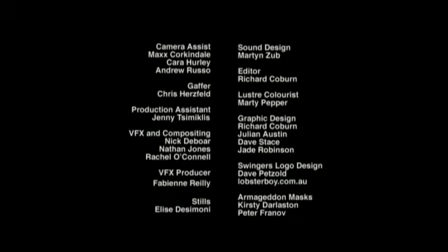 Camera Assist
Maxx Corkindale
Cara Hurley
Andrew Russo
Gaffer
Chris Herzfeld
Production Assistant
Jenny Tsimiklis
VFX and Compositing
Nick Deboar
Nathan Jones
Rachel O'Connell
VFX Producer
Fabienne Reilly
Stills
Elise Desimoni
Sound Design
Martyn Zub
Editor
Richard Coburn
Lustre Colourist
Marty Pepper
Graphic Design
Richard Coburn
Julian Austin
Dave Stace
Jade Robinson
Swingers Logo Design
Dave Petzold
lobsterboy.com.au
Armageddon Masks
Kirsty Darlaston
Peter Franov